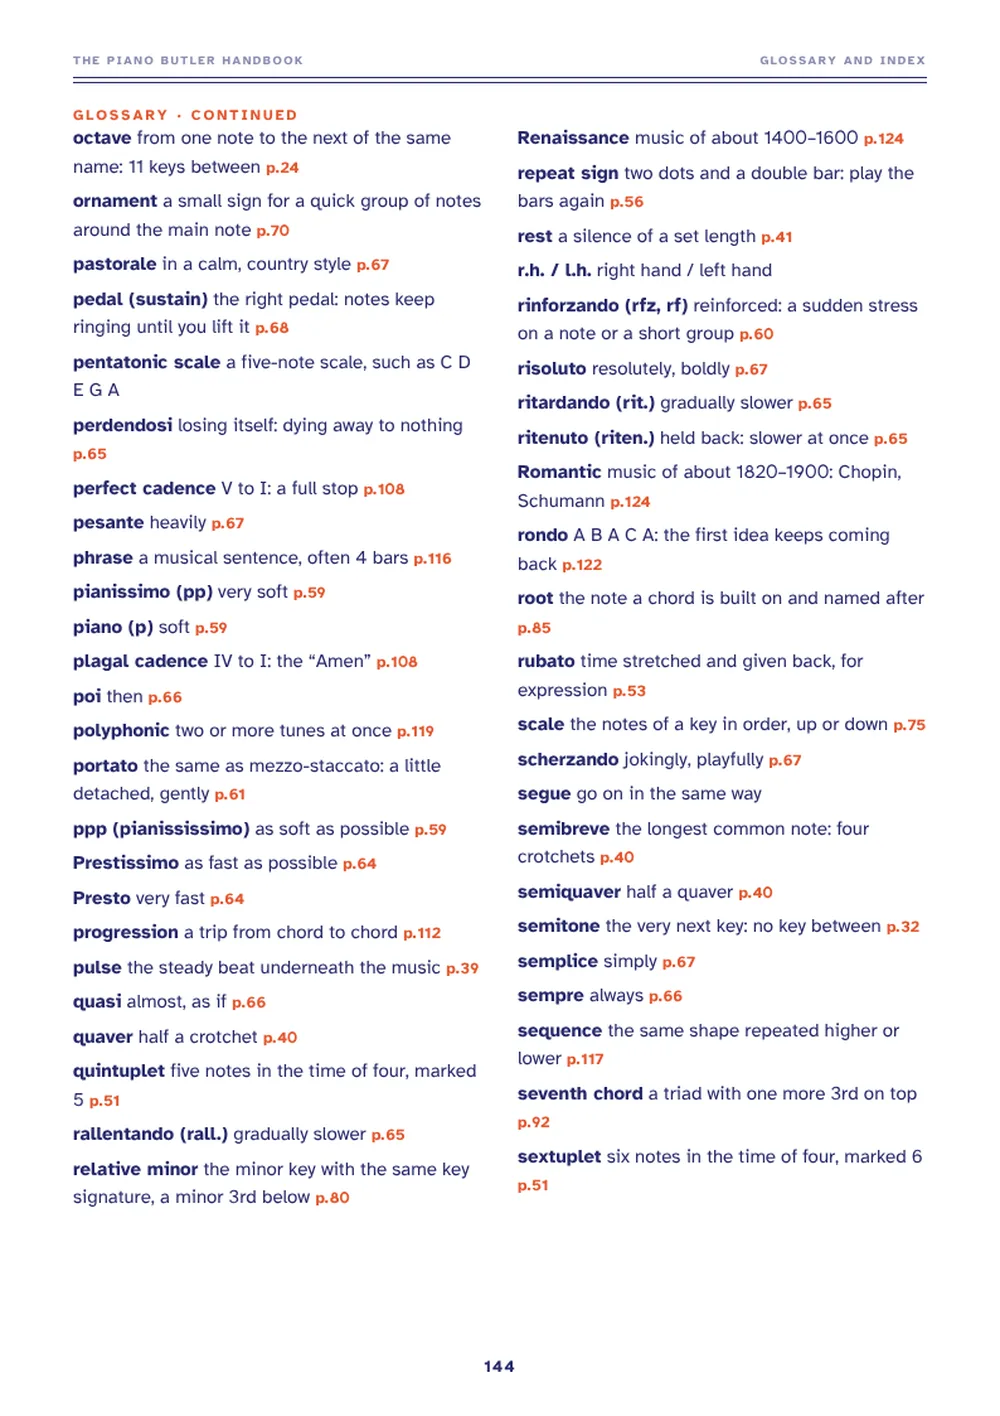 THE PIANO BUTLER HANDBOOK
GLOSSARY AND INDEX
GLOSSARY · CONTINUED
octave from one note to the next of the same
name: 11 keys between p.24
ornament a small sign for a quick group of notes
around the main note p.70
pastorale in a calm, country style p.67
pedal (sustain) the right pedal: notes keep
ringing until you lift it p.68
pentatonic scale a five-note scale, such as C D
E G A
perdendosi losing itself: dying away to nothing
p.65
perfect cadence V to I: a full stop p.108
pesante heavily p.67
phrase a musical sentence, often 4 bars p.116
pianissimo (pp) very soft p.59
piano (p) soft p.59
plagal cadence IV to I: the “Amen” p.108
poi then p.66
polyphonic two or more tunes at once p.119
portato the same as mezzo-staccato: a little
detached, gently p.61
ppp (pianississimo) as soft as possible p.59
Prestissimo as fast as possible p.64
Presto very fast p.64
progression a trip from chord to chord p.112
pulse the steady beat underneath the music p.39
quasi almost, as if p.66
quaver half a crotchet p.40
quintuplet five notes in the time of four, marked
5 p.51
rallentando (rall.) gradually slower p.65
relative minor the minor key with the same key
signature, a minor 3rd below p.80
Renaissance music of about 1400–1600 p.124
repeat sign two dots and a double bar: play the
bars again p.56
rest a silence of a set length p.41
r.h. / l.h. right hand / left hand
rinforzando (rfz, rf) reinforced: a sudden stress
on a note or a short group p.60
risoluto resolutely, boldly p.67
ritardando (rit.) gradually slower p.65
ritenuto (riten.) held back: slower at once p.65
Romantic music of about 1820–1900: Chopin,
Schumann p.124
rondo A B A C A: the first idea keeps coming
back p.122
root the note a chord is built on and named after
p.85
rubato time stretched and given back, for
expression p.53
scale the notes of a key in order, up or down p.75
scherzando jokingly, playfully p.67
segue go on in the same way
semibreve the longest common note: four
crotchets p.40
semiquaver half a quaver p.40
semitone the very next key: no key between p.32
semplice simply p.67
sempre always p.66
sequence the same shape repeated higher or
lower p.117
seventh chord a triad with one more 3rd on top
p.92
sextuplet six notes in the time of four, marked 6
p.51
144